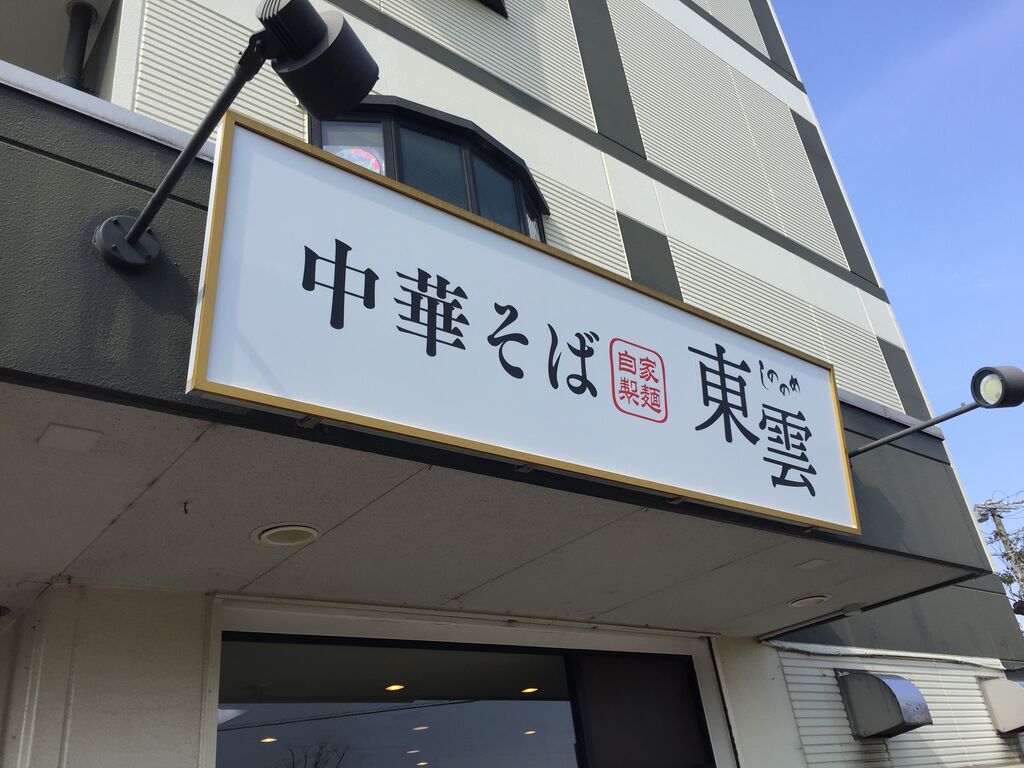 中華そば
自家
製麺
東雲
しののめ